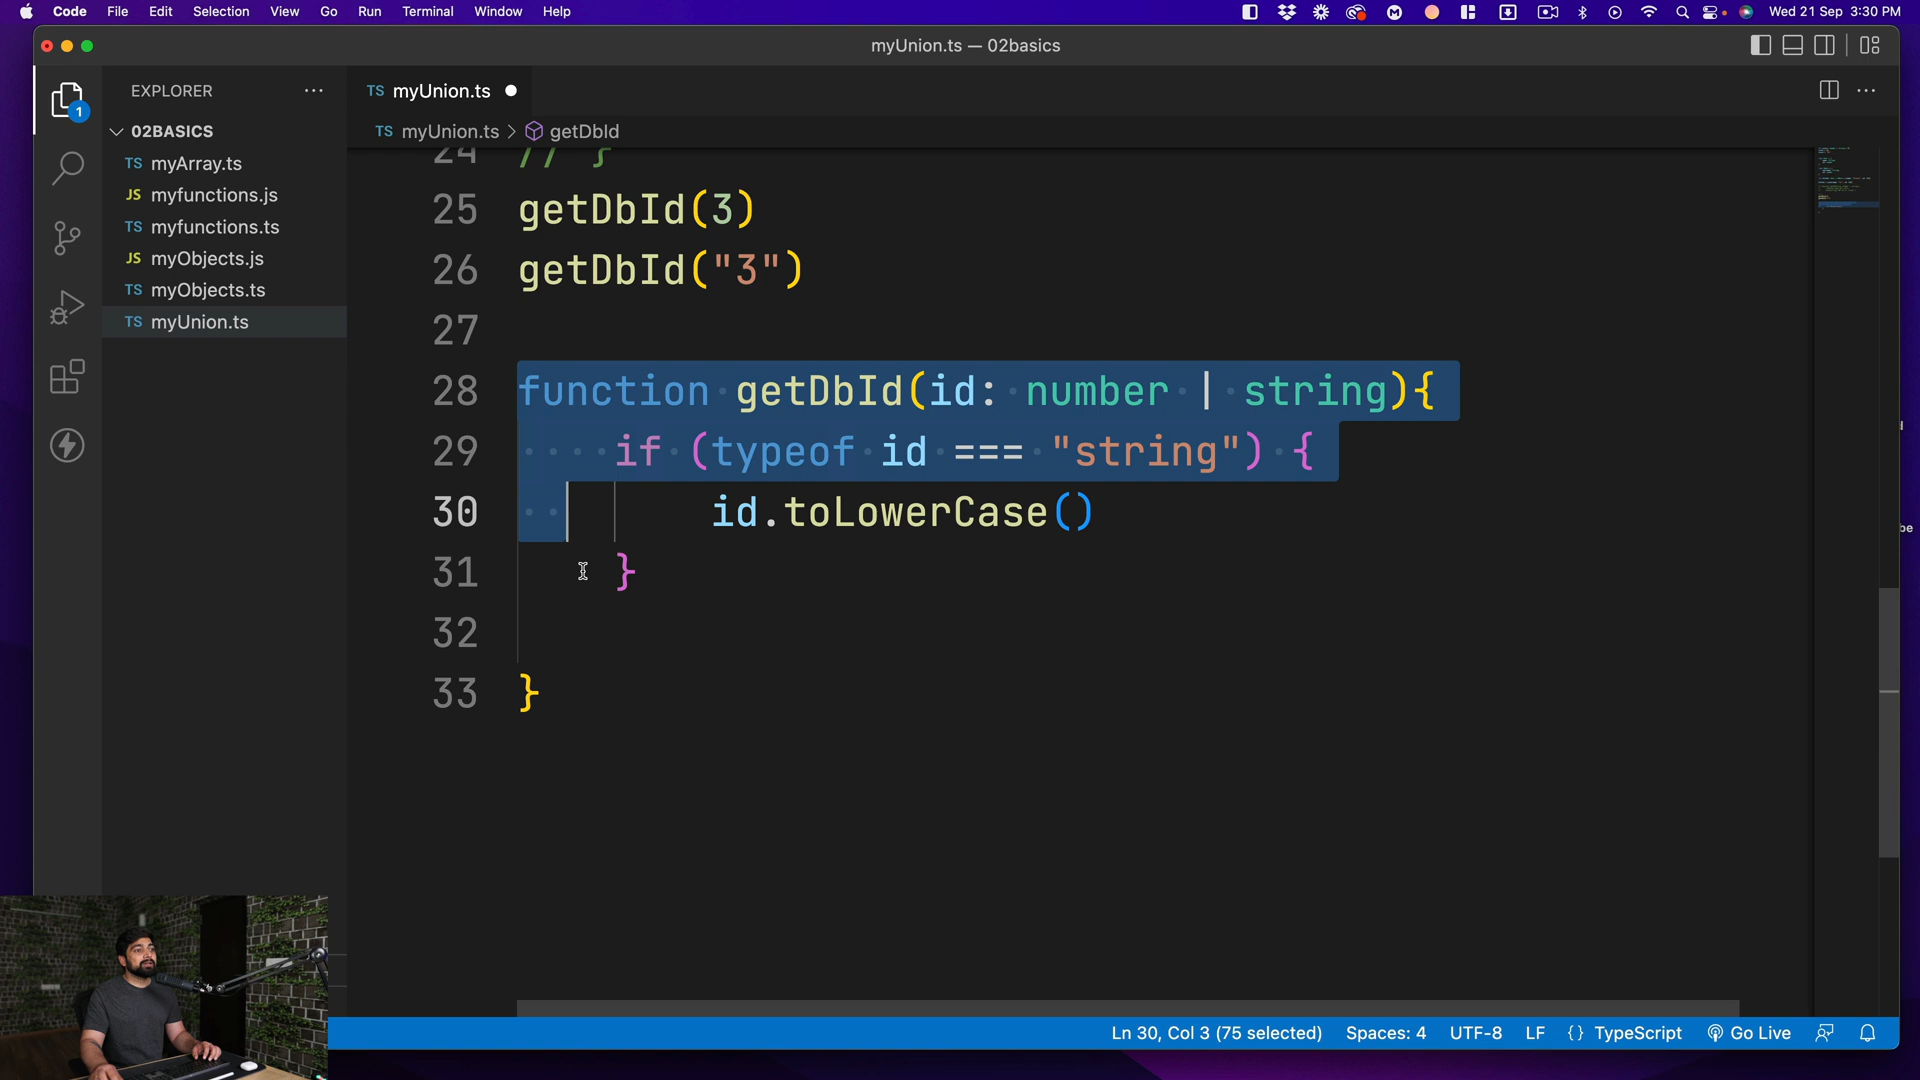 Code File Edit Selection View Go Run Terminal Window Help
Wed 21 Sep 3:30 PM
myUnion.ts — 02basics
EXPLORER
TS myUnion.ts
02BASICS
TS myUnion.ts > getDbId
TS myArray.ts
JS myfunctions.js
TS myfunctions.ts
JS myObjects.js
TS myObjects.ts
TS myUnion.ts
1
24 // }
25 getDbId(3)
26 getDbId("3")
27
28 function getDbId(id: number | string){
29 if (typeof id === "string") {
30 id.toLowerCase()
31 }
32
33 }
Ln 30, Col 3 (75 selected) Spaces: 4 UTF-8 LF {} TypeScript Go Live